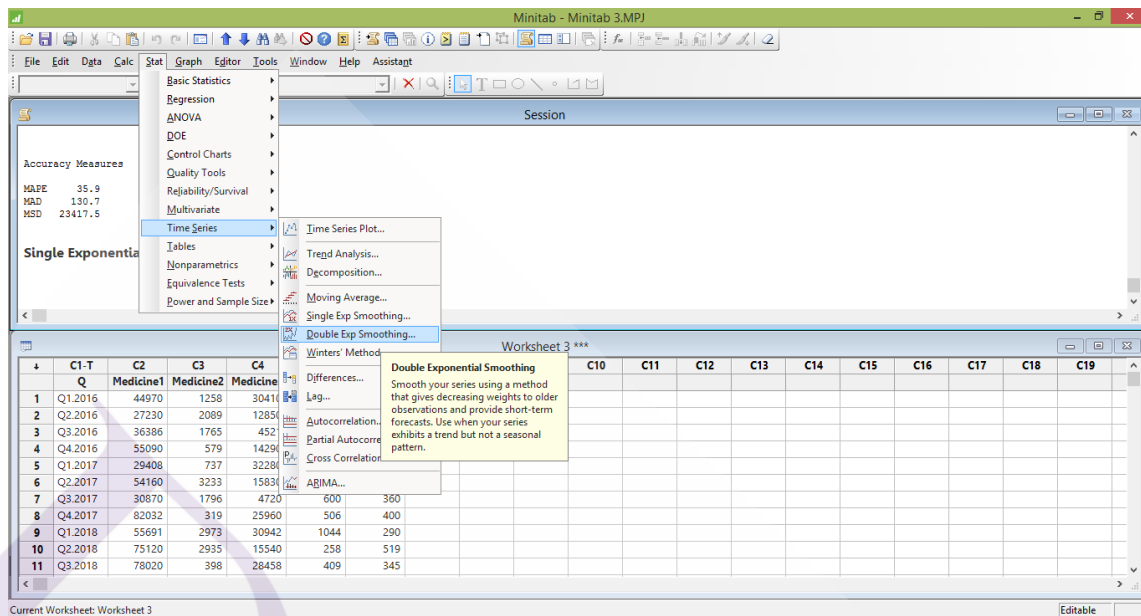 Minitab - Minitab 3.MPJ
File Edit Data Calc Stat Graph Editor Tools Window Help Assistant
Session
Accuracy Measures
MAPE 35.9
MAD 130.7
MSD 23417.5
Single Exponentia
Basic Statistics
Regression
ANOVA
DOE
Control Charts
Quality Tools
Reliability/Survival
Multivariate
Time Series
Tables
Nonparametrics
Equivalence Tests
Power and Sample Size
Time Series Plot...
Trend Analysis...
Decomposition...
Moving Average...
Single Exp Smoothing...
Double Exp Smoothing...
Winters' Method
Differences...
Lag...
Autocorrelation..
Partial Autocorre
Cross Correlation
ARIMA...
Double Exponential Smoothing
Smooth your series using a method
that gives decreasing weights to older
observations and provide short-term
forecasts. Use when your series
exhibits a trend but not a seasonal
pattern.
Worksheet 3 ***
C1-T C2 C3 C4 C10 C11 C12 C13 C14 C15 C16 C17 C18 C19
Q Medicine1 Medicine2 Medicine
1 Q1.2016 44970 1258 3041
2 Q2.2016 27230 2089 1285
3 Q3.2016 36386 1765 452
4 Q4.2016 55090 579 1429
5 Q1.2017 29408 737 3228
6 Q2.2017 54160 3233 1583
7 Q3.2017 30870 1796 4720 600 360
8 Q4.2017 82032 319 25960 506 400
9 Q1.2018 55691 2973 30942 1044 290
10 Q2.2018 75120 2935 15540 258 519
11 Q3.2018 78020 398 28458 409 345
Current Worksheet: Worksheet 3
Editable